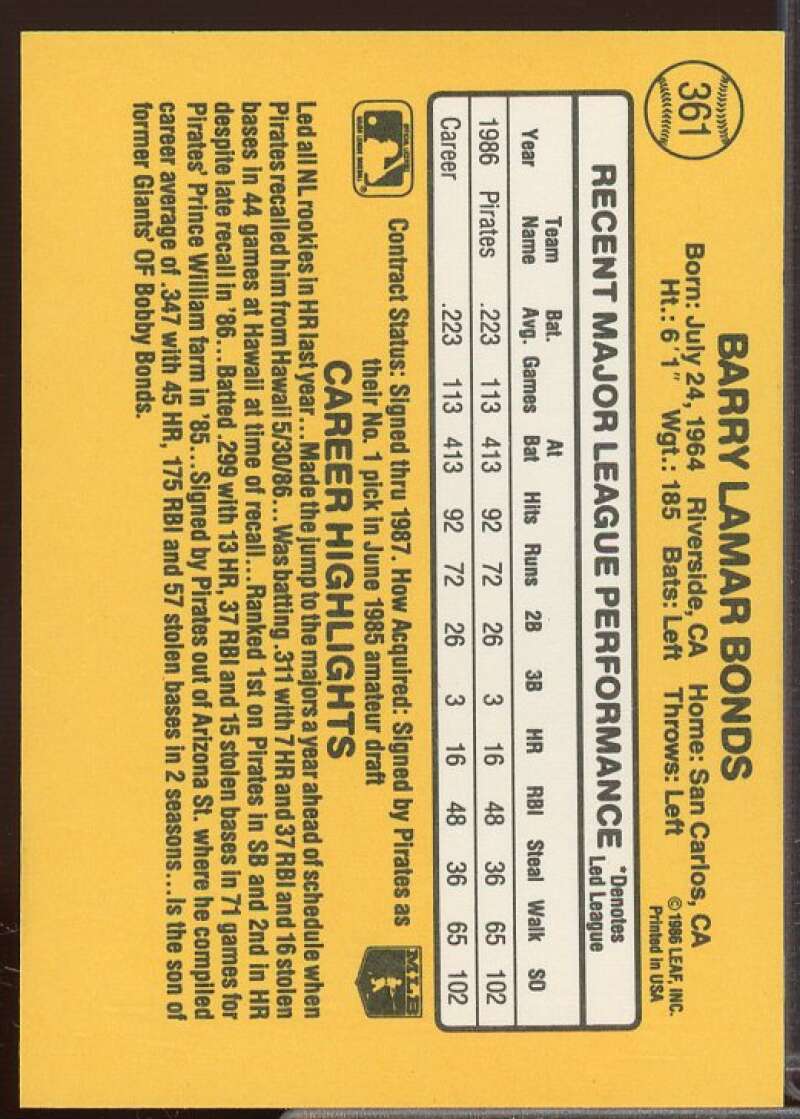 361
BARRY LAMAR BONDS
Born: July 24, 1964 Riverside, CA Home: San Carlos, CA
Ht.: 6'1" Wgt.: 185 Bats: Left Throws: Left
©1986 LEAF, INC.
Printed in USA
RECENT MAJOR LEAGUE PERFORMANCE
*Denotes
Led League
Year Team Name Bat. Avg. Games At Bat Hits Runs 2B 3B HR RBI Steal Walk SO
1986 Pirates .223 113 413 92 72 26 3 16 48 36 65 102
Career .223 113 413 92 72 26 3 16 48 36 65 102
Contract Status: Signed thru 1987. How Acquired: Signed by Pirates as
their No. 1 pick in June 1985 amateur draft
MLB
CAREER HIGHLIGHTS
Led all NL rookies in HR last year...Made the jump to the majors a year ahead of schedule when
Pirates recalled him from Hawaii 5/30/86...Was batting .311 with 7 HR and 37 RBI and 16 stolen
bases in 44 games at Hawaii at time of recall...Ranked 1st on Pirates in SB and 2nd in HR
despite late recall in '86...Batted .299 with 13 HR, 37 RBI and 15 stolen bases in 71 games for
Pirates' Prince William farm in '85...Signed by Pirates out of Arizona St. where he compiled
career average of .347 with 45 HR, 175 RBI and 57 stolen bases in 2 seasons...Is the son of
former Giants' OF Bobby Bonds.